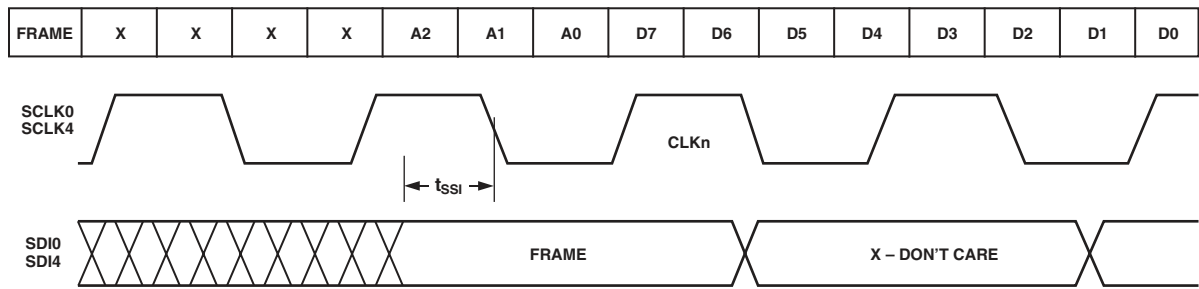 FRAME X X X X A2 A1 A0 D7 D6 D5 D4 D3 D2 D1 D0
SCLK0
SCLK4
CLKn
tSSI
SDI0
SDI4
FRAME
X – DON'T CARE